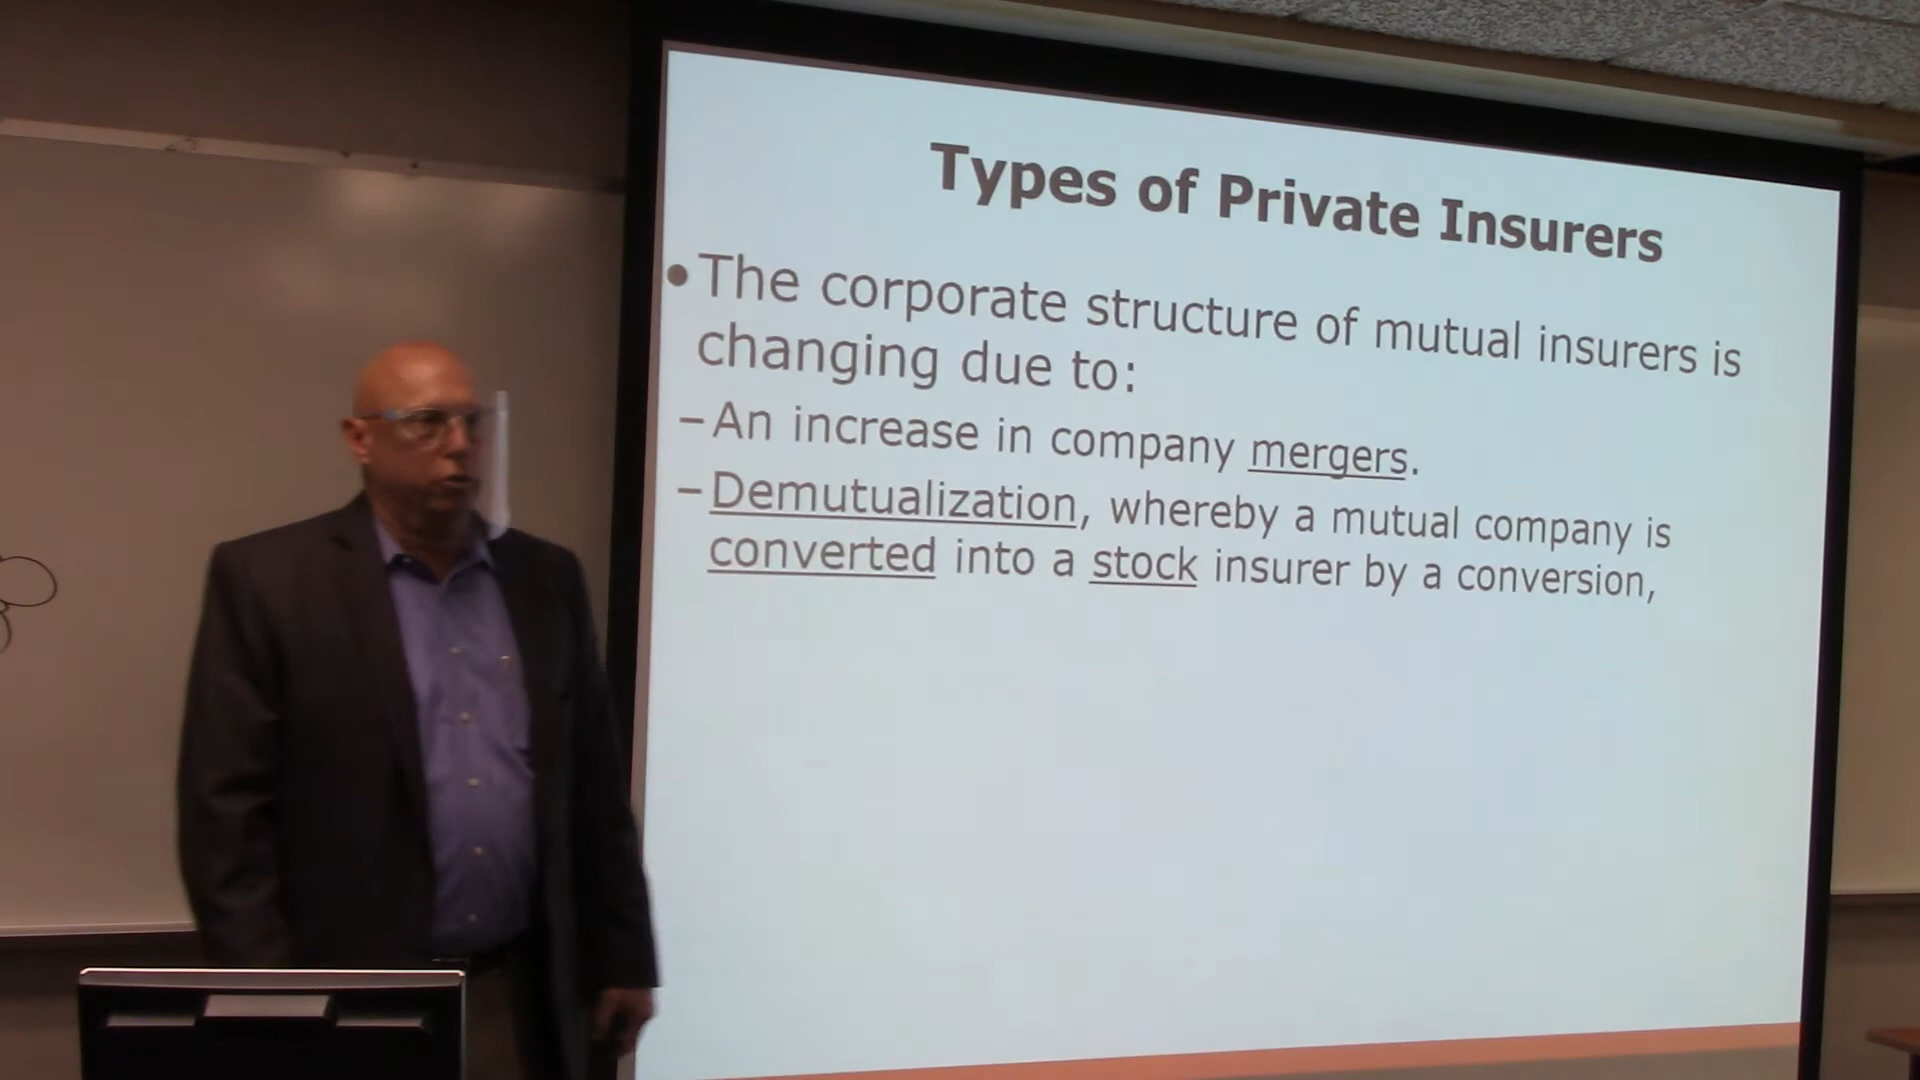 Types of Private Insurers
•The corporate structure of mutual insurers is
changing due to:
–An increase in company mergers.
–Demutualization, whereby a mutual company is
converted into a stock insurer by a conversion,